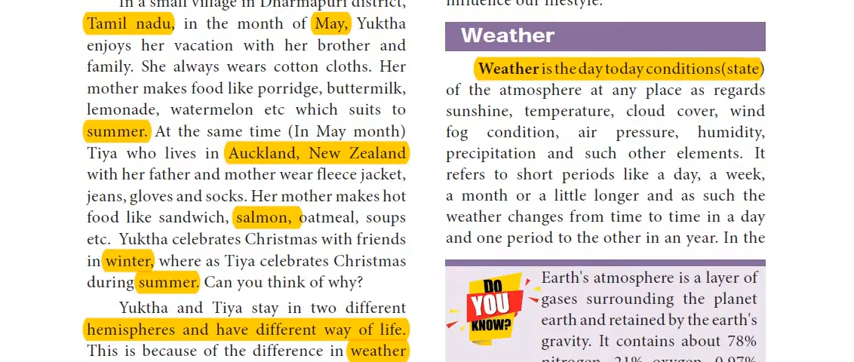 In a small village in Dharmapuri district,
Tamil nadu, in the month of May, Yuktha
enjoys her vacation with her brother and
family. She always wears cotton cloths. Her
mother makes food like porridge, buttermilk,
lemonade, watermelon etc which suits to
summer. At the same time (In May month)
Tiya who lives in Auckland, New Zealand
with her father and mother wear fleece jacket,
jeans, gloves and socks. Her mother makes hot
food like sandwich, salmon, oatmeal, soups
etc. Yuktha celebrates Christmas with friends
in winter, where as Tiya celebrates Christmas
during summer. Can you think of why?
Yuktha and Tiya stay in two different
hemispheres and have different way of life.
This is because of the difference in weather
influence our lifestyle.
Weather
Weather is the day today conditions(state)
of the atmosphere at any place as regards
sunshine, temperature, cloud cover, wind
fog condition, air pressure, humidity,
precipitation and such other elements. It
refers to short periods like a day, a week,
a month or a little longer and as such the
weather changes from time to time in a day
and one period to the other in an year. In the
DO
YOU
KNOW?
Earth's atmosphere is a layer of
gases surrounding the planet
earth and retained by the earth's
gravity. It contains about 78%
nitrogen, 21% oxygen, 0.97%